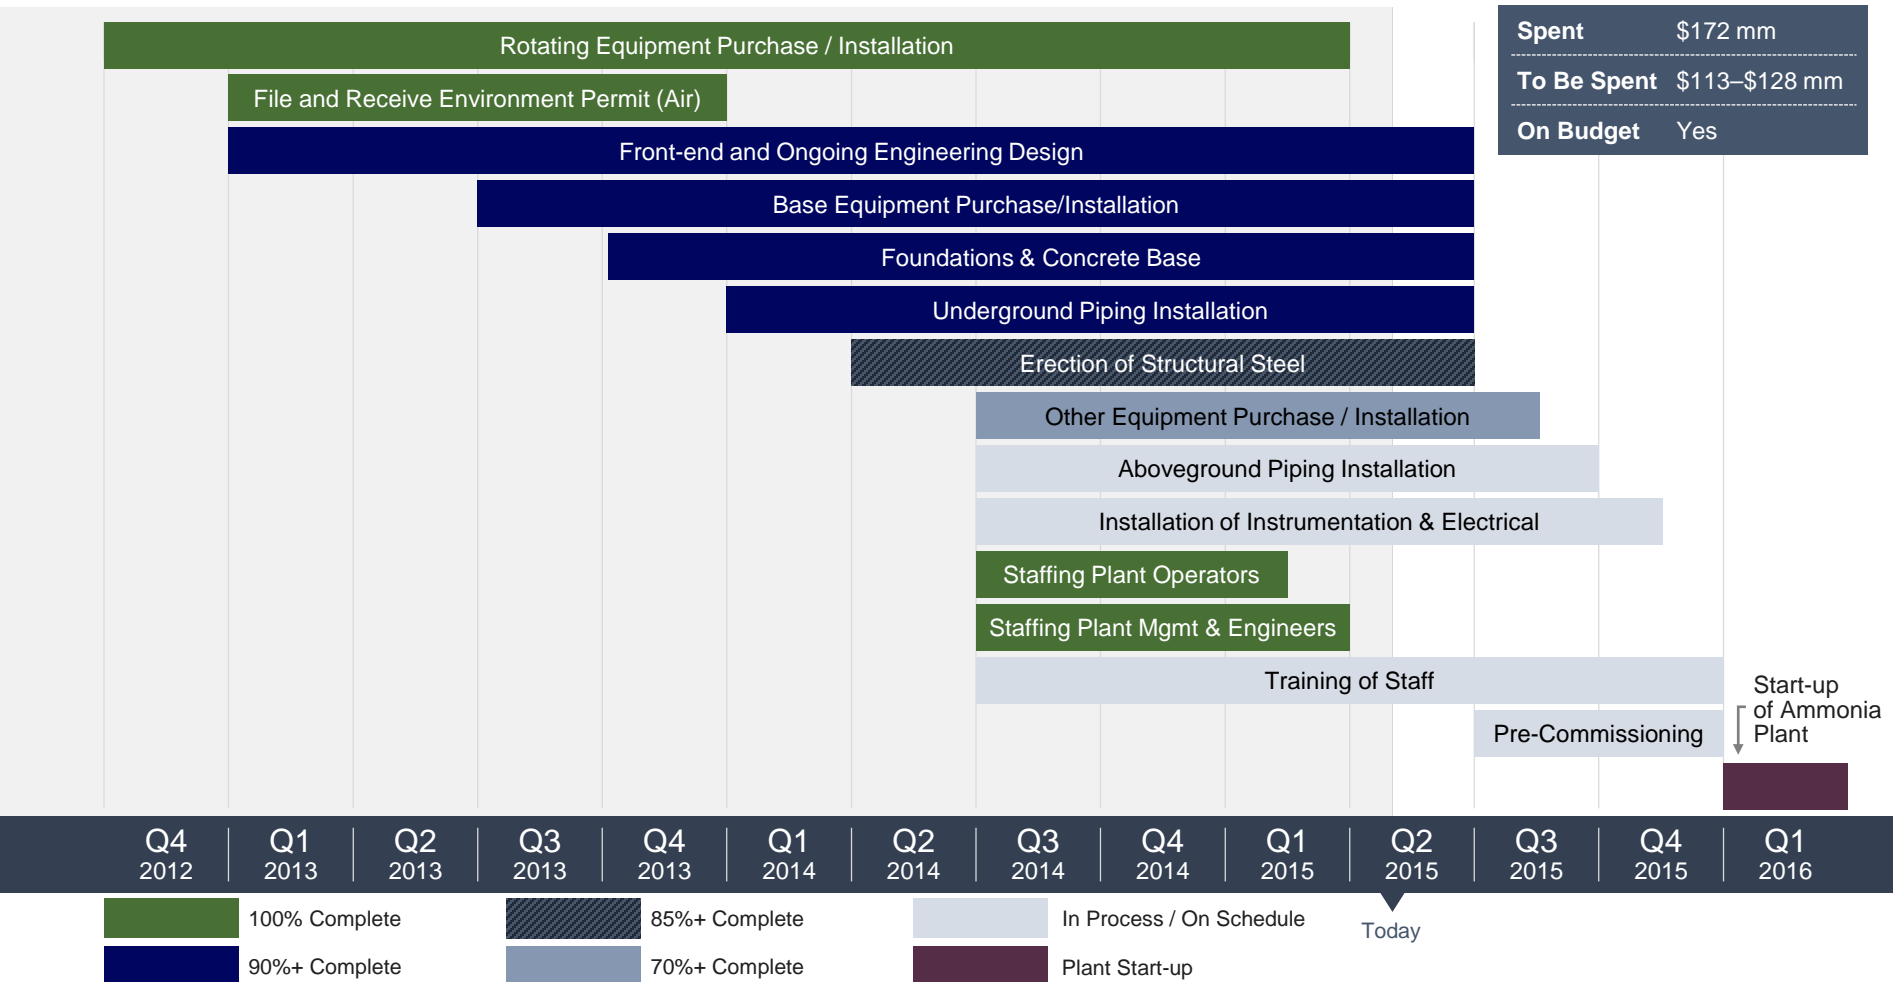 Spent $172 mm
To Be Spent $113–$128 mm
On Budget Yes
Rotating Equipment Purchase / Installation
File and Receive Environment Permit (Air)
Front-end and Ongoing Engineering Design
Base Equipment Purchase/Installation
Foundations & Concrete Base
Underground Piping Installation
Erection of Structural Steel
Other Equipment Purchase / Installation
Aboveground Piping Installation
Installation of Instrumentation & Electrical
Staffing Plant Operators
Staffing Plant Mgmt & Engineers
Training of Staff
Pre-Commissioning
Start-up
of Ammonia
Plant
Q4 Q1 Q2 Q3 Q4 Q1 Q2 Q3 Q4 Q1 Q2 Q3 Q4 Q1
2012 2013 2013 2013 2013 2014 2014 2014 2014 2015 2015 2015 2015 2016
Today
100% Complete 85%+ Complete In Process / On Schedule
90%+ Complete 70%+ Complete Plant Start-up